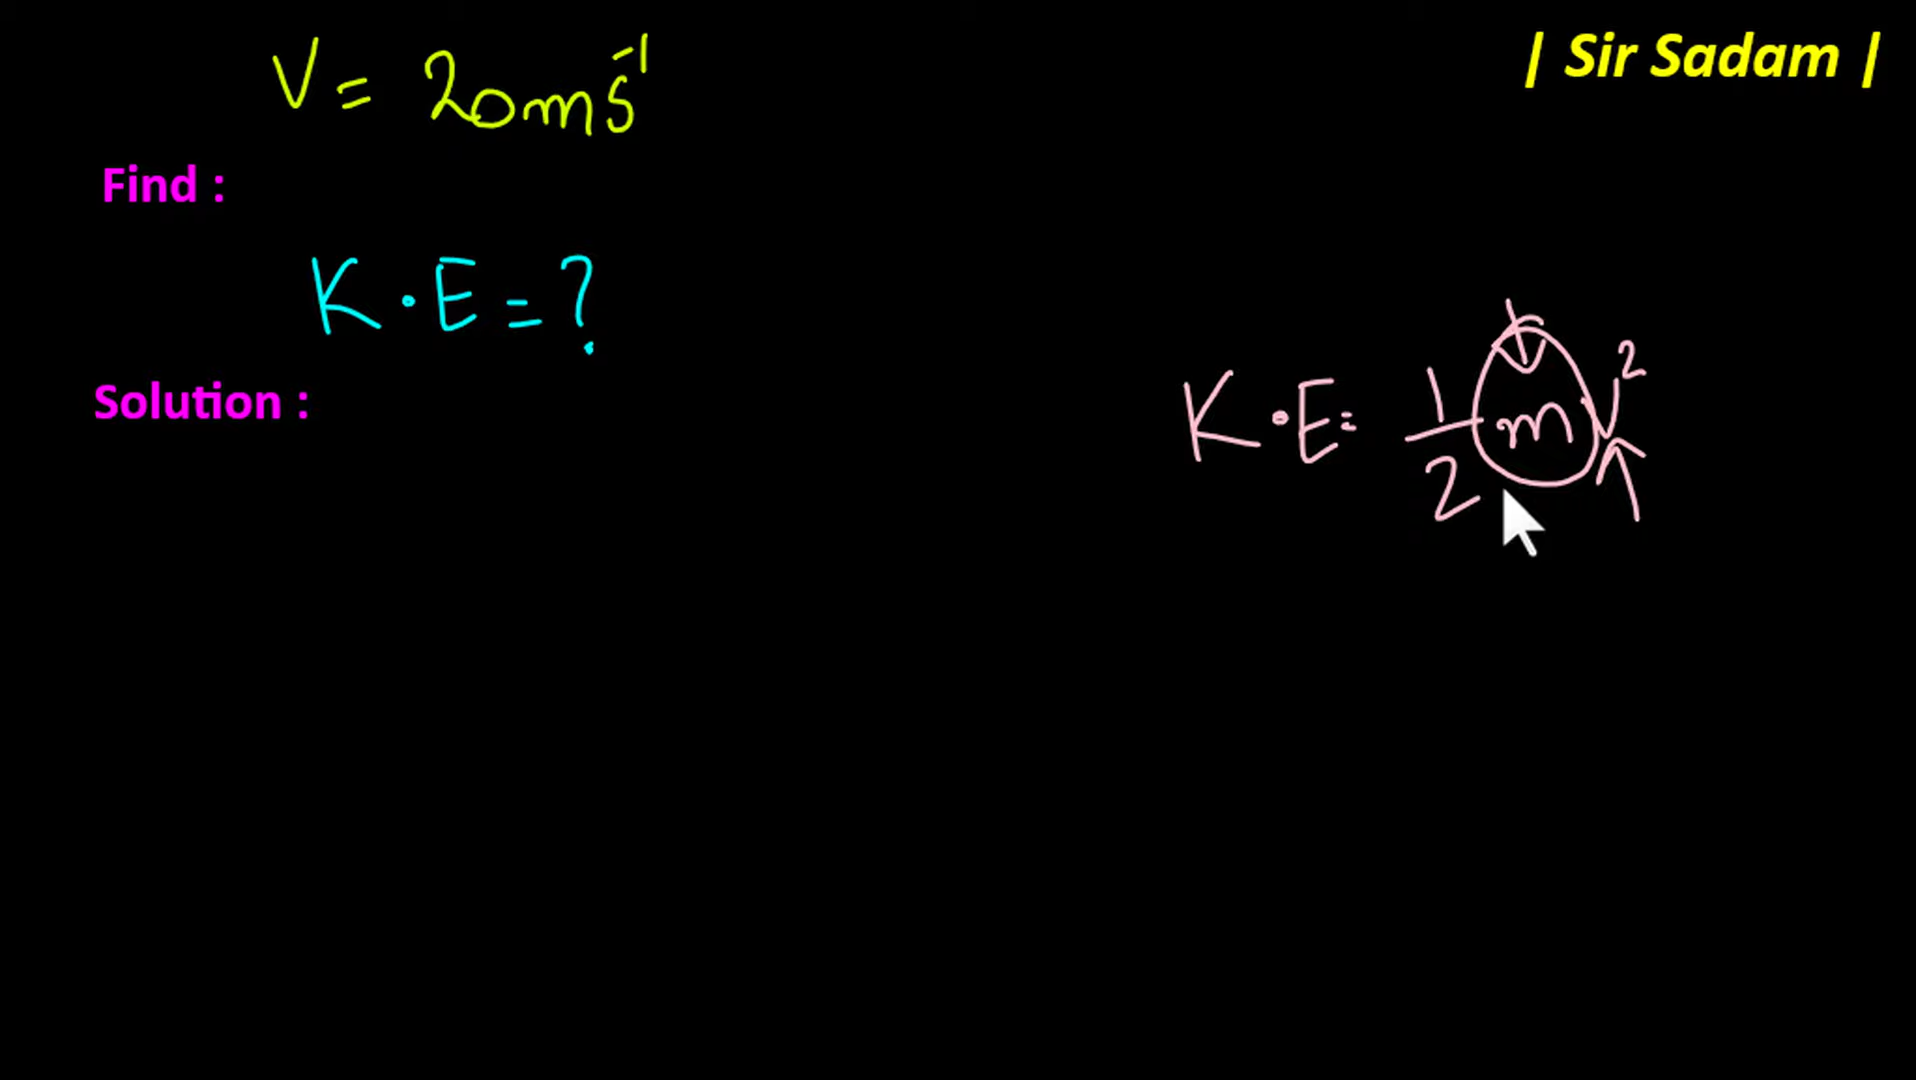 V = 20ms⁻¹
| Sir Sadam |
Find :
K.E = ?
Solution :
K.E = 1/2 mv²